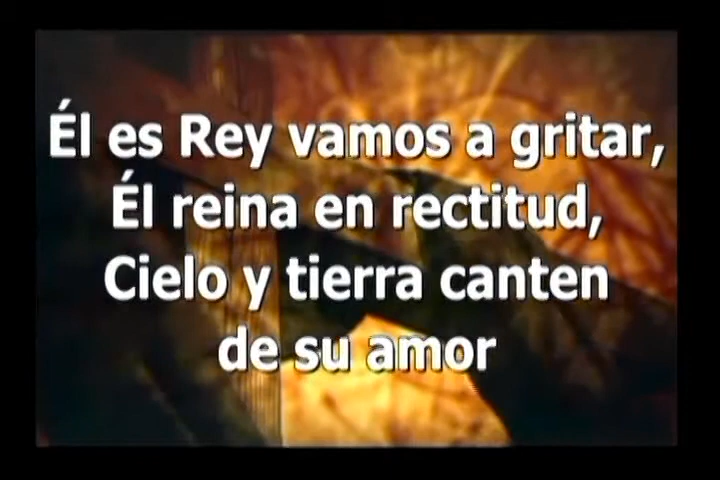 Él es Rey vamos a gritar,
Él reina en rectitud,
Cielo y tierra canten
de su amor